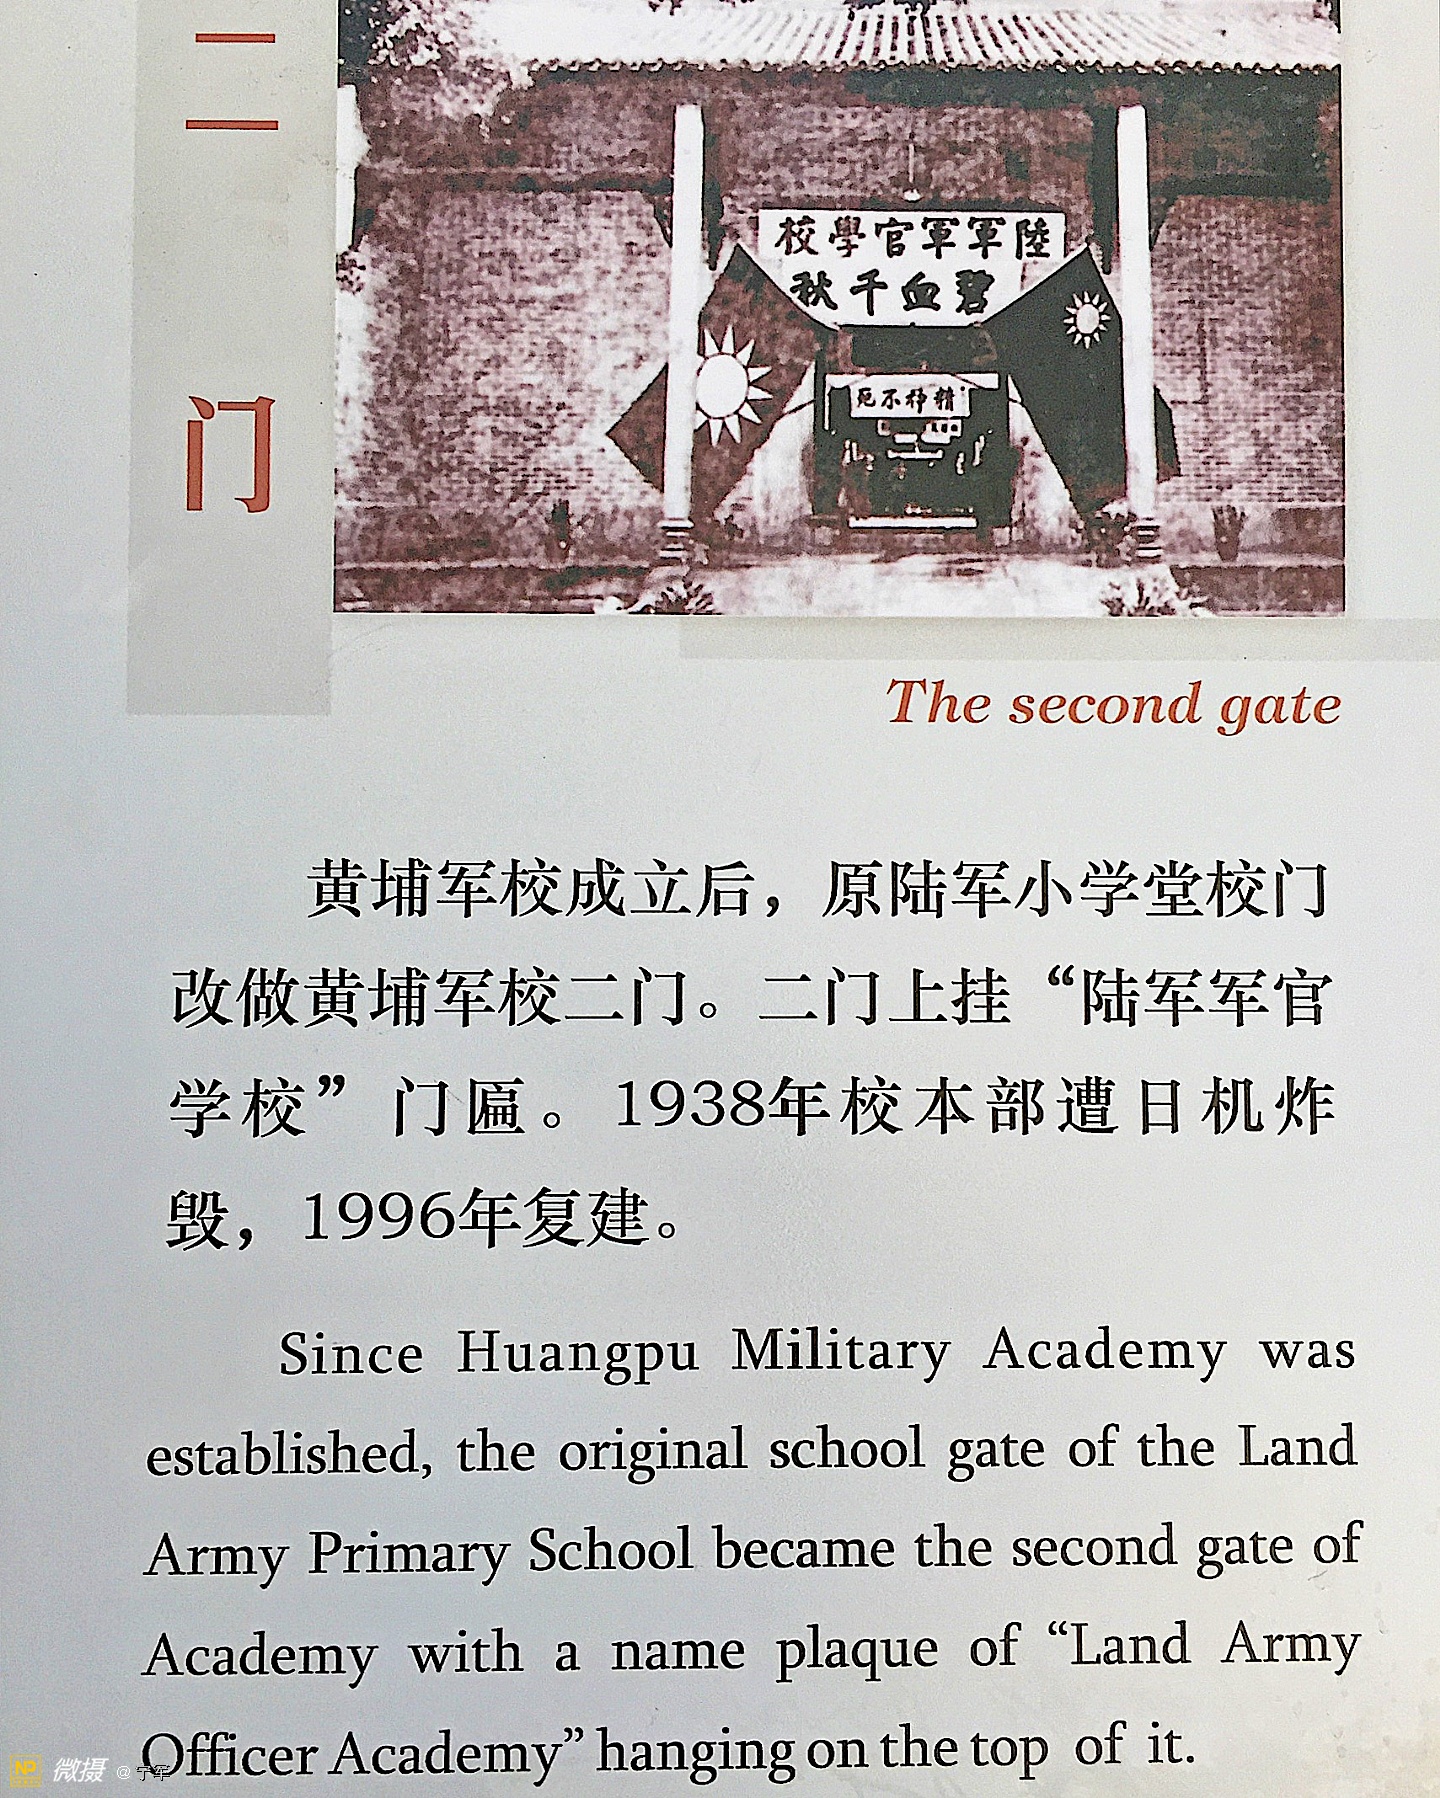 二门
校學官軍軍陸
秋千血碧
死不神精
The second gate
黄埔军校成立后，原陆军小学堂校门
改做黄埔军校二门。二门上挂“陆军军官
学校”门匾。1938年校本部遭日机炸
毁，1996年复建。
Since Huangpu Military Academy was
established, the original school gate of the Land
Army Primary School became the second gate of
Academy with a name plaque of “Land Army
Officer Academy” hanging on the top of it.
NP 微摄 @宁军